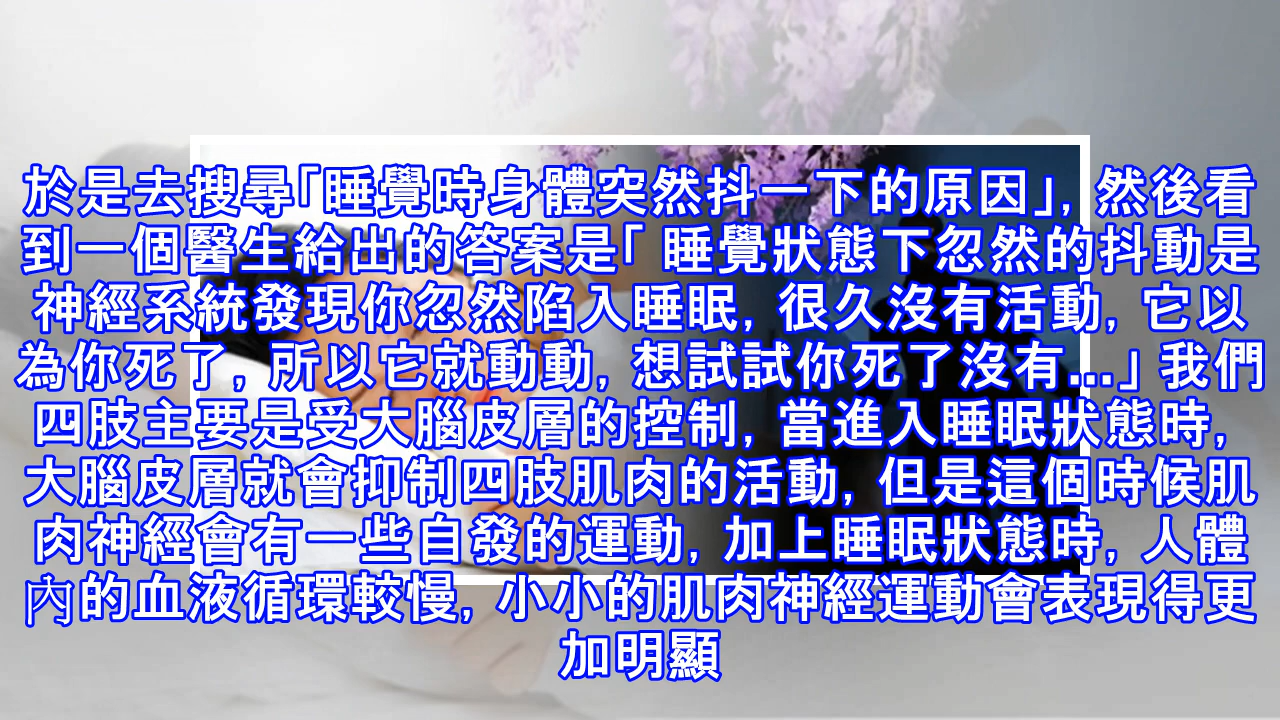 於是去搜尋「睡覺時身體突然抖一下的原因」, 然後看
到一個醫生給出的答案是「 睡覺狀態下忽然的抖動是
神經系統發現你忽然陷入睡眠, 很久沒有活動, 它以
為你死了, 所以它就動動, 想試試你死了沒有...」 我們
四肢主要是受大腦皮層的控制, 當進入睡眠狀態時,
大腦皮層就會抑制四肢肌肉的活動, 但是這個時候肌
肉神經會有一些自發的運動, 加上睡眠狀態時, 人體
內的血液循環較慢, 小小的肌肉神經運動會表現得更
加明顯